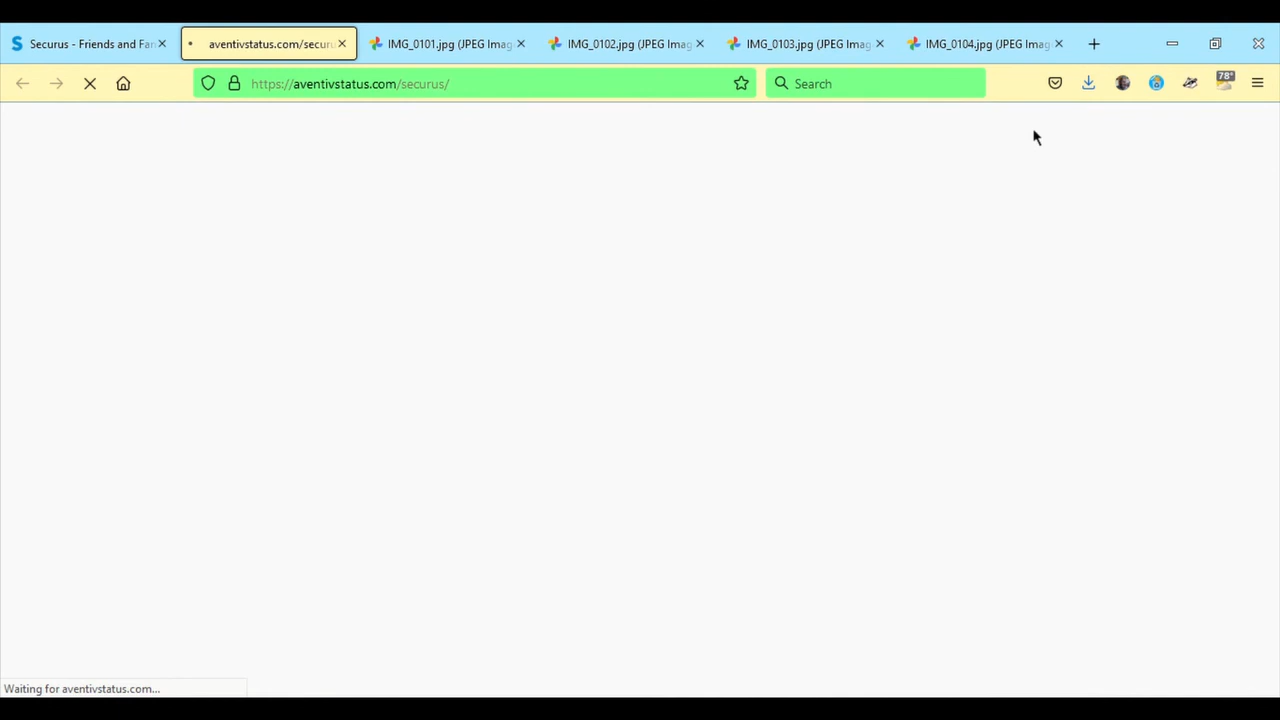 Securus - Friends and Fam
aventivstatus.com/securu
IMG_0101.jpg (JPEG Imag
IMG_0102.jpg (JPEG Imag
IMG_0103.jpg (JPEG Imag
IMG_0104.jpg (JPEG Imag
https://aventivstatus.com/securus/
Search
78°
Waiting for aventivstatus.com...